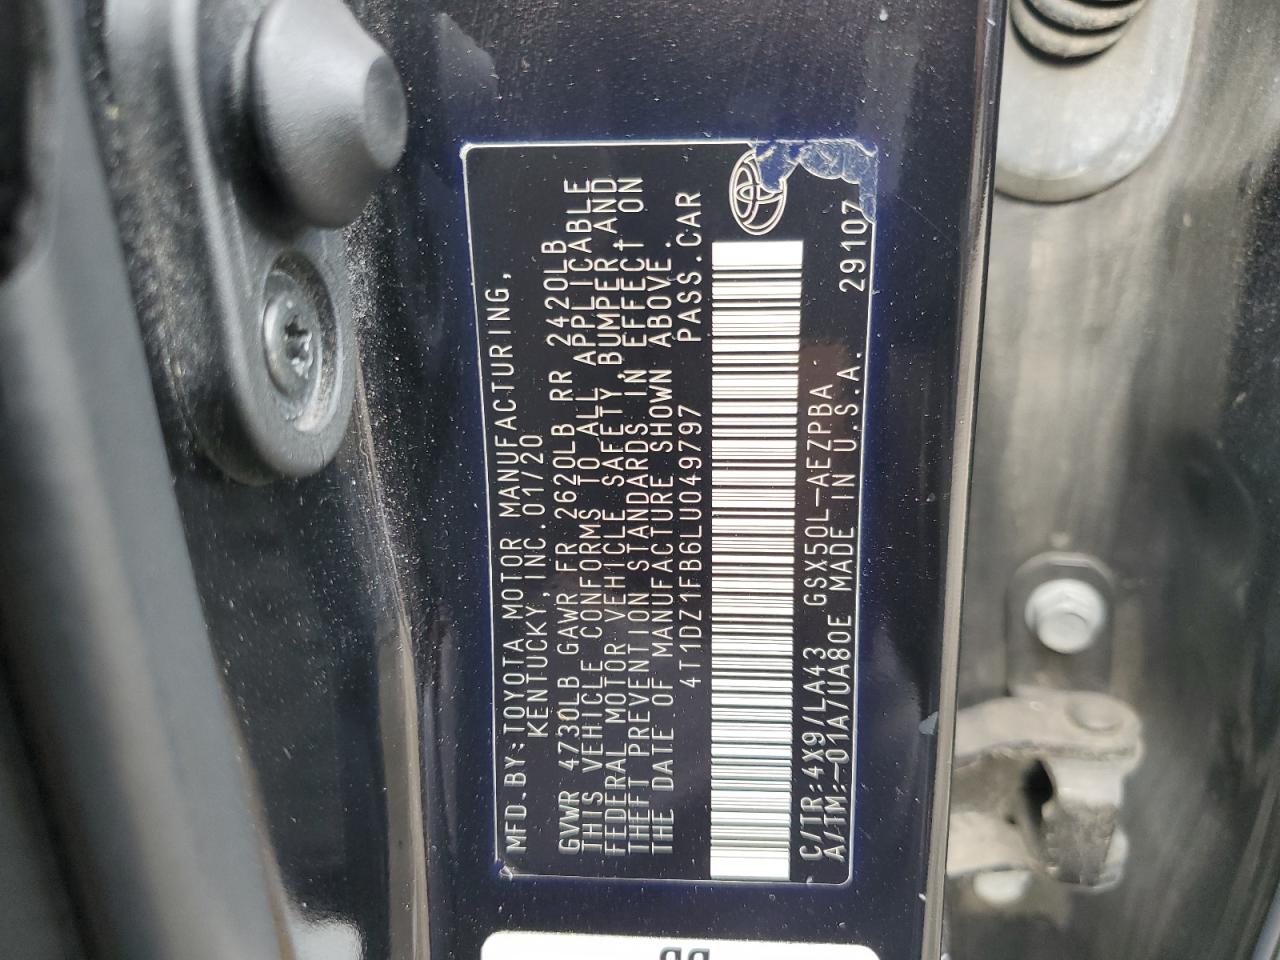 MFD.BY:TOYOTA MOTOR MANUFACTURING,
KENTUCKY,INC.01/20
GVWR 4730LB GAWR FR 2620LB RR 2420LB
THIS VEHICLE CONFORMS TO ALL APPLICABLE
FEDERAL MOTOR VEHICLE SAFETY, BUMPER AND
THEFT PREVENTION STANDARDS IN EFFECT ON
THE DATE OF MANUFACTURE SHOWN ABOVE.
4T1DZ1FB6LU049797 PASS.CAR
C/TR:4X9/LA43 GSX50L-AEZPBA
A/TM:-01A/UA80E MADE IN U.S.A. 29107